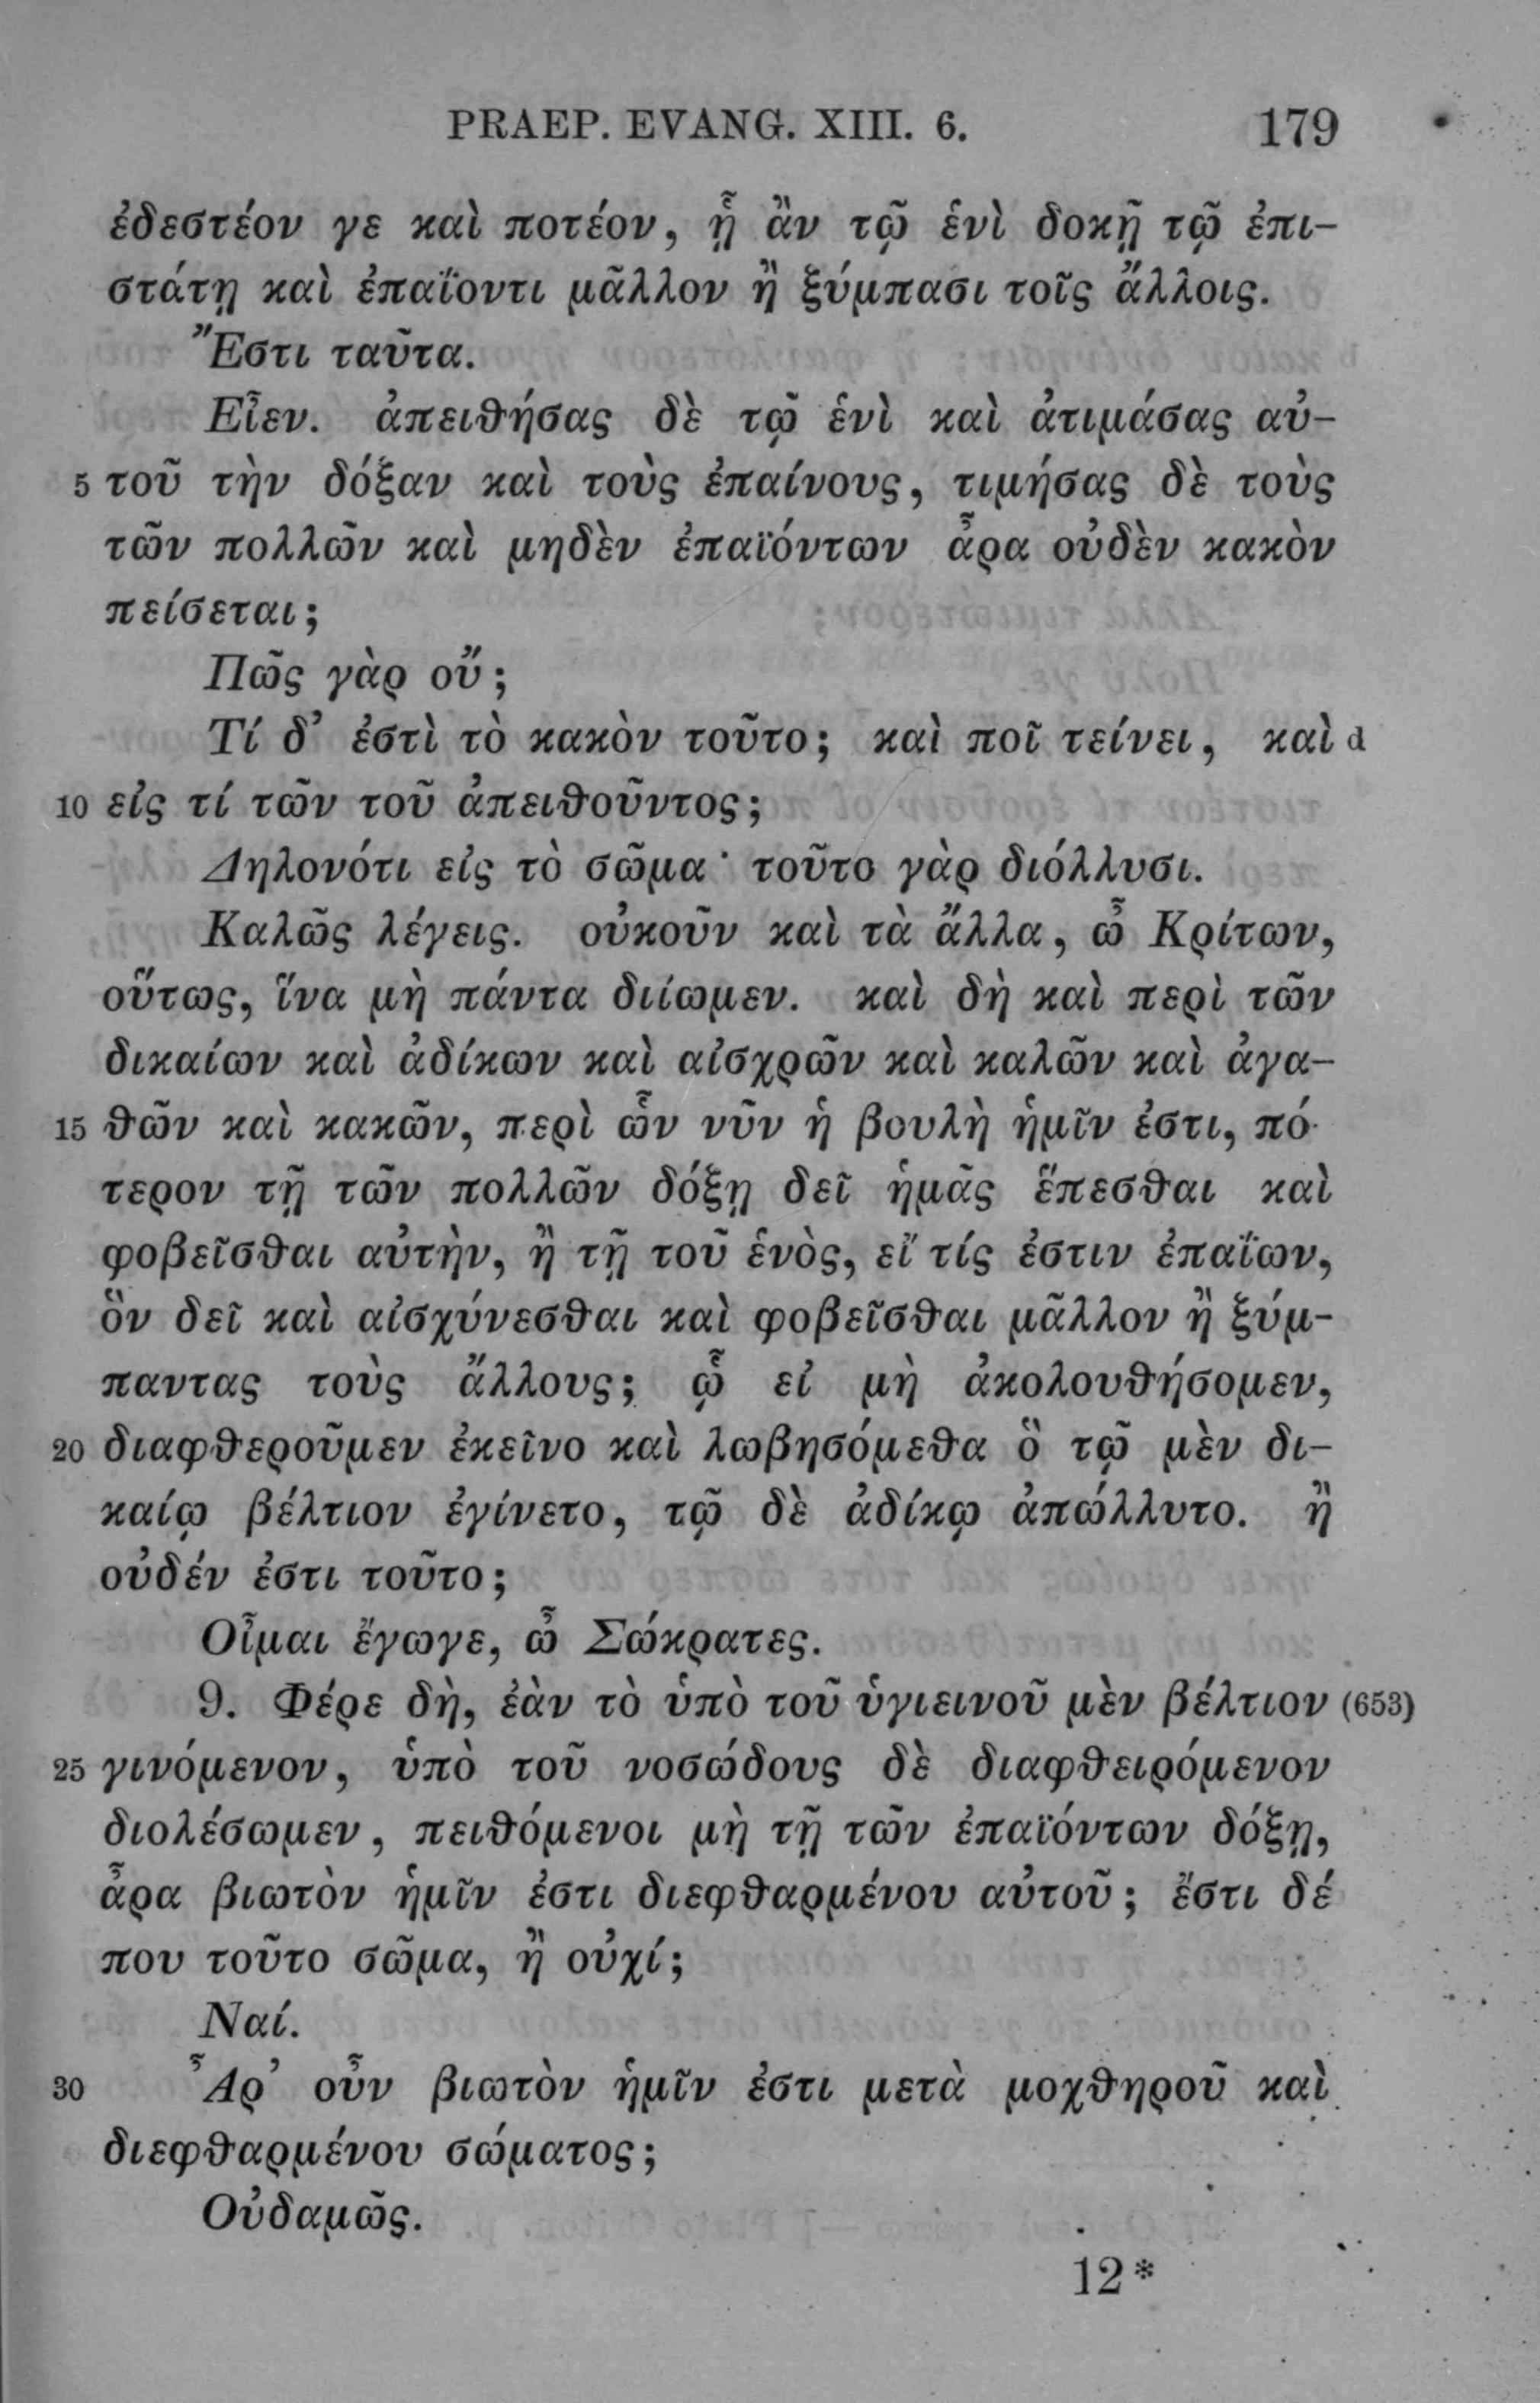 PRAEP. EVANG. XIII. 6. 179
ἐδεστέον γε καὶ ποτέον, ᾗ ἂν τῷ ἑνὶ δοκῇ τῷ ἐπι-
στάτῃ καὶ ἐπαΐοντι μᾶλλον ἢ ξύμπασι τοῖς ἄλλοις.
Ἔστι ταῦτα.
Εἶεν. ἀπειθήσας δὲ τῷ ἑνὶ καὶ ἀτιμάσας αὐ-
5 τοῦ τὴν δόξαν καὶ τοὺς ἐπαίνους, τιμήσας δὲ τοὺς
τῶν πολλῶν καὶ μηδὲν ἐπαϊόντων ἆρα οὐδὲν κακὸν
πείσεται;
Πῶς γὰρ οὔ;
Τί δ’ ἐστὶ τὸ κακὸν τοῦτο; καὶ ποῖ τείνει, καὶ d
10 εἰς τί τῶν τοῦ ἀπειθοῦντος;
Δηλονότι εἰς τὸ σῶμα· τοῦτο γὰρ διόλλυσι.
Καλῶς λέγεις. οὐκοῦν καὶ τὰ ἄλλα, ὦ Κρίτων,
οὕτως, ἵνα μὴ πάντα διίωμεν. καὶ δὴ καὶ περὶ τῶν
δικαίων καὶ ἀδίκων καὶ αἰσχρῶν καὶ καλῶν καὶ ἀγα-
15 θῶν καὶ κακῶν, περὶ ὧν νῦν ἡ βουλὴ ἡμῖν ἐστι, πό-
τερον τῇ τῶν πολλῶν δόξῃ δεῖ ἡμᾶς ἕπεσθαι καὶ
φοβεῖσθαι αὐτὴν, ἢ τῇ τοῦ ἑνὸς, εἴ τίς ἐστιν ἐπαΐων,
ὃν δεῖ καὶ αἰσχύνεσθαι καὶ φοβεῖσθαι μᾶλλον ἢ ξύμ-
παντας τοὺς ἄλλους; ᾧ εἰ μὴ ἀκολουθήσομεν,
20 διαφθεροῦμεν ἐκεῖνο καὶ λωβησόμεθα ὃ τῷ μὲν δι-
καίῳ βέλτιον ἐγίνετο, τῷ δὲ ἀδίκῳ ἀπώλλυτο. ἢ
οὐδέν ἐστι τοῦτο;
Οἶμαι ἔγωγε, ὦ Σώκρατες.
9. Φέρε δὴ, ἐὰν τὸ ὑπὸ τοῦ ὑγιεινοῦ μὲν βέλτιον (653)
25 γινόμενον, ὑπὸ τοῦ νοσώδους δὲ διαφθειρόμενον
διολέσωμεν, πειθόμενοι μὴ τῇ τῶν ἐπαϊόντων δόξῃ,
ἆρα βιωτὸν ἡμῖν ἐστι διεφθαρμένου αὐτοῦ; ἔστι δέ
που τοῦτο σῶμα, ἢ οὐχί;
Ναί.
30 Ἆρ’ οὖν βιωτὸν ἡμῖν ἐστι μετὰ μοχθηροῦ καὶ
διεφθαρμένου σώματος;
Οὐδαμῶς.
12*